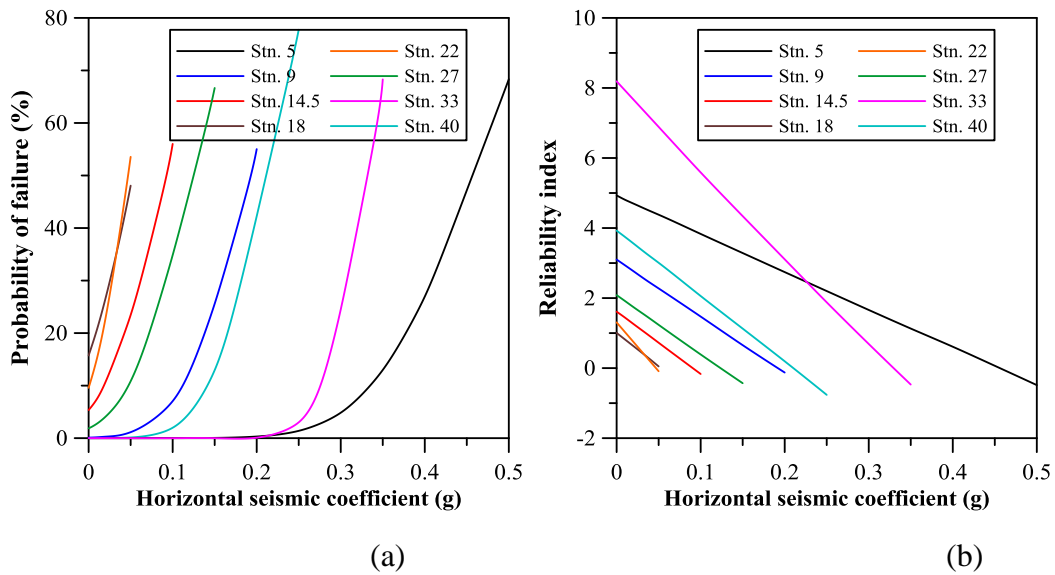 80
60
40
20
0
Probability of failure (%)
Stn. 5
Stn. 9
Stn. 14.5
Stn. 18
Stn. 22
Stn. 27
Stn. 33
Stn. 40
0 0.1 0.2 0.3 0.4 0.5
Horizontal seismic coefficient (g)
(a)
10
8
6
4
2
0
-2
Reliability index
Stn. 5
Stn. 9
Stn. 14.5
Stn. 18
Stn. 22
Stn. 27
Stn. 33
Stn. 40
0 0.1 0.2 0.3 0.4 0.5
Horizontal seismic coefficient (g)
(b)